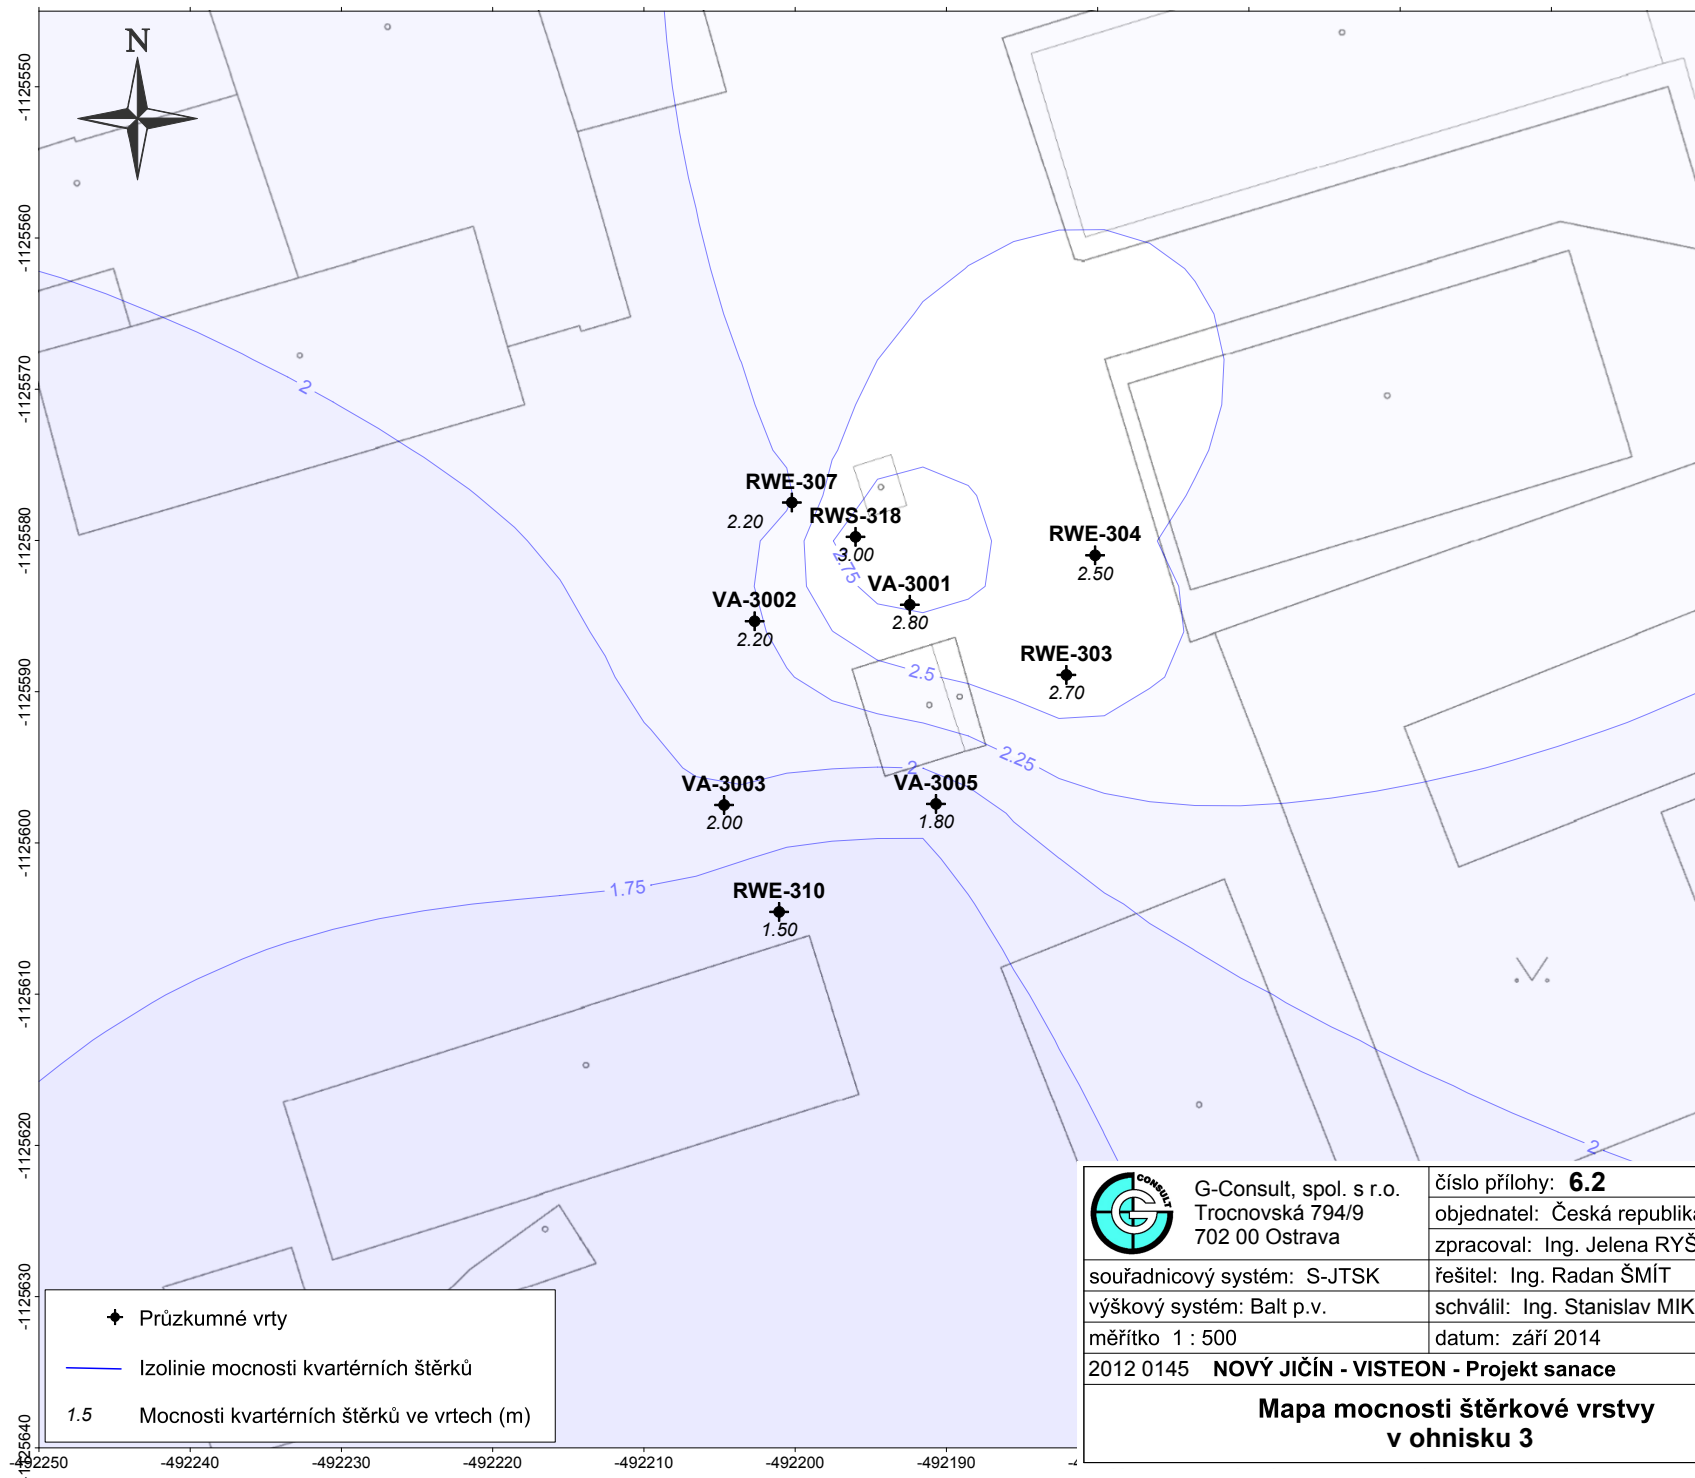 N
-1125550
-1125560
-1125570
-1125580
-1125590
-1125600
-1125610
-1125620
-1125630
-1125640
2
RWE-307
2.20
RWS-318
3.00
2.75
RWE-304
2.50
VA-3001
2.80
VA-3002
2.20
RWE-303
2.70
2.5
2.25
2
VA-3003
2.00
VA-3005
1.80
1.75
RWE-310
1.50
2
Průzkumné vrty
Izolinie mocnosti kvartérních štěrků
1.5 Mocnosti kvartérních štěrků ve vrtech (m)
CONSULT
G-Consult, spol. s r.o.
Trocnovská 794/9
702 00 Ostrava
číslo přílohy: 6.2
objednatel: Česká republika
zpracoval: Ing. Jelena RYŠ
souřadnicový systém: S-JTSK
řešitel: Ing. Radan ŠMÍT
výškový systém: Balt p.v.
schválil: Ing. Stanislav MIK
měřítko 1 : 500
datum: září 2014
2012 0145 NOVÝ JIČÍN - VISTEON - Projekt sanace
Mapa mocnosti štěrkové vrstvy
v ohnisku 3
-492250
-492240
-492230
-492220
-492210
-492200
-492190